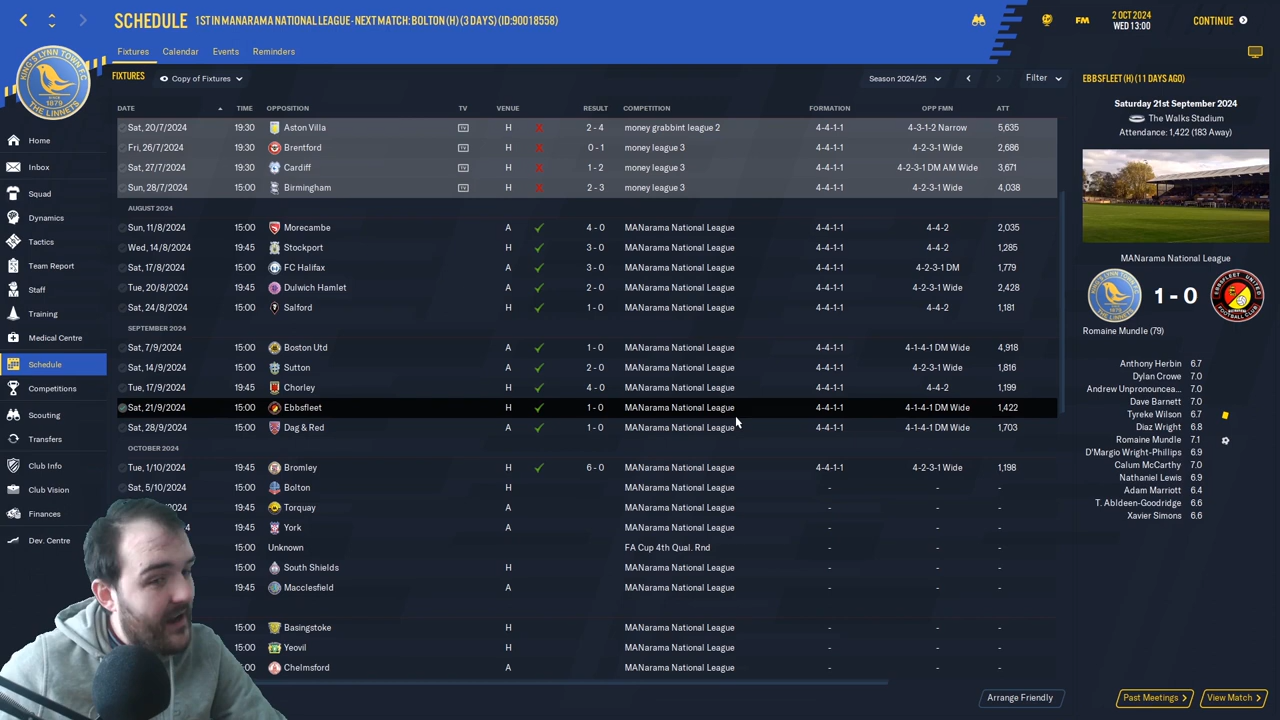 SCHEDULE 1ST IN MANARAMA NATIONAL LEAGUE - NEXT MATCH: BOLTON (H) (3 DAYS) (ID:90018558)
FM
2 OCT 2024
WED 13:00
CONTINUE
Fixtures Calendar Events Reminders
KING'S LYNN TOWN F.C
1879
THE LINNETS
Home
Inbox
Squad
Dynamics
Tactics
Team Report
Staff
Training
Medical Centre
Schedule
Competitions
Scouting
Transfers
Club Info
Club Vision
Finances
Dev. Centre
FIXTURES Copy of Fixtures Season 2024/25 Filter
DATE TIME OPPOSITION TV VENUE RESULT COMPETITION FORMATION OPP FMN ATT
Sat, 20/7/2024 19:30 Aston Villa TV H 2 - 4 money grabbint league 2 4-4-1-1 4-3-1-2 Narrow 5,635
Fri, 26/7/2024 19:30 Brentford TV H 0 - 1 money league 3 4-4-1-1 4-2-3-1 Wide 2,686
Sat, 27/7/2024 19:30 Cardiff TV H 1 - 2 money league 3 4-4-1-1 4-2-3-1 DM AM Wide 3,671
Sun, 28/7/2024 15:00 Birmingham TV H 2 - 3 money league 3 4-4-1-1 4-2-3-1 Wide 4,038
AUGUST 2024
Sun, 11/8/2024 15:00 Morecambe A 4 - 0 MANarama National League 4-4-1-1 4-4-2 2,035
Wed, 14/8/2024 19:45 Stockport H 3 - 0 MANarama National League 4-4-1-1 4-4-2 1,285
Sat, 17/8/2024 15:00 FC Halifax A 3 - 0 MANarama National League 4-4-1-1 4-2-3-1 DM 1,779
Tue, 20/8/2024 19:45 Dulwich Hamlet A 2 - 0 MANarama National League 4-4-1-1 4-2-3-1 Wide 2,428
Sat, 24/8/2024 15:00 Salford H 1 - 0 MANarama National League 4-4-1-1 4-4-2 1,181
SEPTEMBER 2024
Sat, 7/9/2024 15:00 Boston Utd A 1 - 0 MANarama National League 4-4-1-1 4-1-4-1 DM Wide 4,918
Sat, 14/9/2024 15:00 Sutton A 2 - 0 MANarama National League 4-4-1-1 4-2-3-1 Wide 1,816
Tue, 17/9/2024 19:45 Chorley H 4 - 0 MANarama National League 4-4-1-1 4-4-2 1,199
Sat, 21/9/2024 15:00 Ebbsfleet H 1 - 0 MANarama National League 4-4-1-1 4-1-4-1 DM Wide 1,422
Sat, 28/9/2024 15:00 Dag & Red A 1 - 0 MANarama National League 4-4-1-1 4-1-4-1 DM Wide 1,703
OCTOBER 2024
Tue, 1/10/2024 19:45 Bromley H 6 - 0 MANarama National League 4-4-1-1 4-2-3-1 Wide 1,198
Sat, 5/10/2024 15:00 Bolton H MANarama National League - - -
19:45 Torquay A MANarama National League - - -
15:00 York A MANarama National League - - -
15:00 Unknown FA Cup 4th Qual. Rnd - - -
15:00 South Shields H MANarama National League - - -
19:45 Macclesfield A MANarama National League - - -
15:00 Basingstoke H MANarama National League - - -
Yeovil H MANarama National League - - -
Chelmsford A MANarama National League - - -
Arrange Friendly
EBBSFLEET (H) (11 DAYS AGO)
Saturday 21st September 2024
The Walks Stadium
Attendance: 1,422 (183 Away)
MANarama National League
1 - 0
EBBSFLEET UNITED
FOOTBALL CLUB
Romaine Mundle (79)
Anthony Herbin 6.7
Dylan Crowe 7.0
Andrew Unpronouncea... 7.0
Dave Barnett 7.0
Tyreke Wilson 6.7
Diaz Wright 6.8
Romaine Mundle 7.1
D'Margio Wright-Phillips 6.9
Calum McCarthy 7.0
Nathaniel Lewis 6.9
Adam Marriott 6.4
T. Abldeen-Goodridge 6.6
Xavier Simons 6.6
Past Meetings View Match